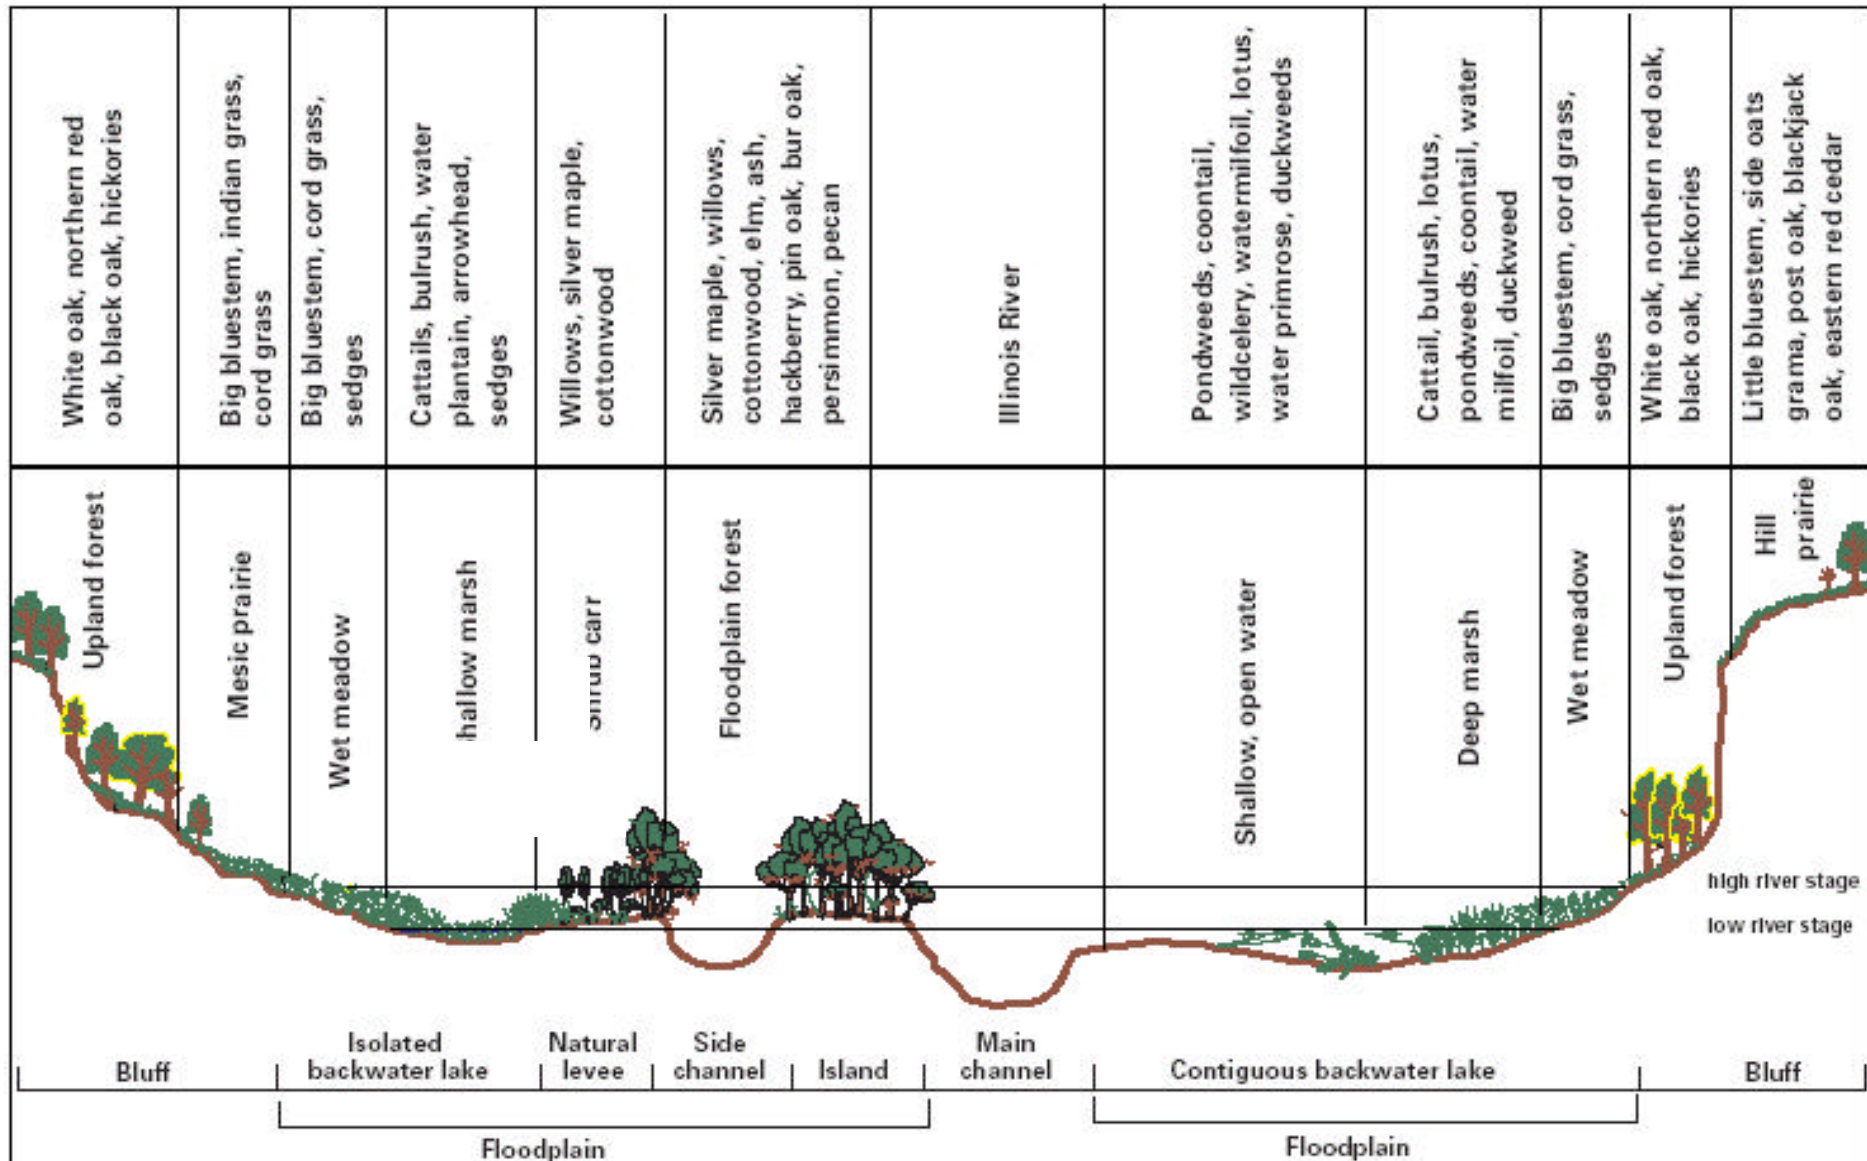 White oak, northern red
oak, black oak, hickories
Big bluestem, indian grass,
cord grass
Big bluestem, cord grass,
sedges
Cattails, bulrush, water
plantain, arrowhead,
sedges
Willows, silver maple,
cottonwood
Silver maple, willows,
cottonwood, elm, ash,
hackberry, pin oak, bur oak,
persimmon, pecan
Illinois River
Pondweeds, coontail,
wildcelery, watermilfoil, lotus,
water primrose, duckweeds
Cattail, bulrush, lotus,
pondweeds, coontail, water
milfoil, duckweed
Big bluestem, cord grass,
sedges
White oak, northern red oak,
black oak, hickories
Little bluestem, side oats
grama, post oak, blackjack
oak, eastern red cedar
Upland forest
Mesic prairie
Wet meadow
hallow marsh
Shrub carr
Floodplain forest
Shallow, open water
Deep marsh
Wet meadow
Upland forest
Hill
prairie
high river stage
low river stage
Bluff
Isolated
backwater lake
Natural
levee
Side
channel
Island
Main
channel
Contiguous backwater lake
Bluff
Floodplain
Floodplain